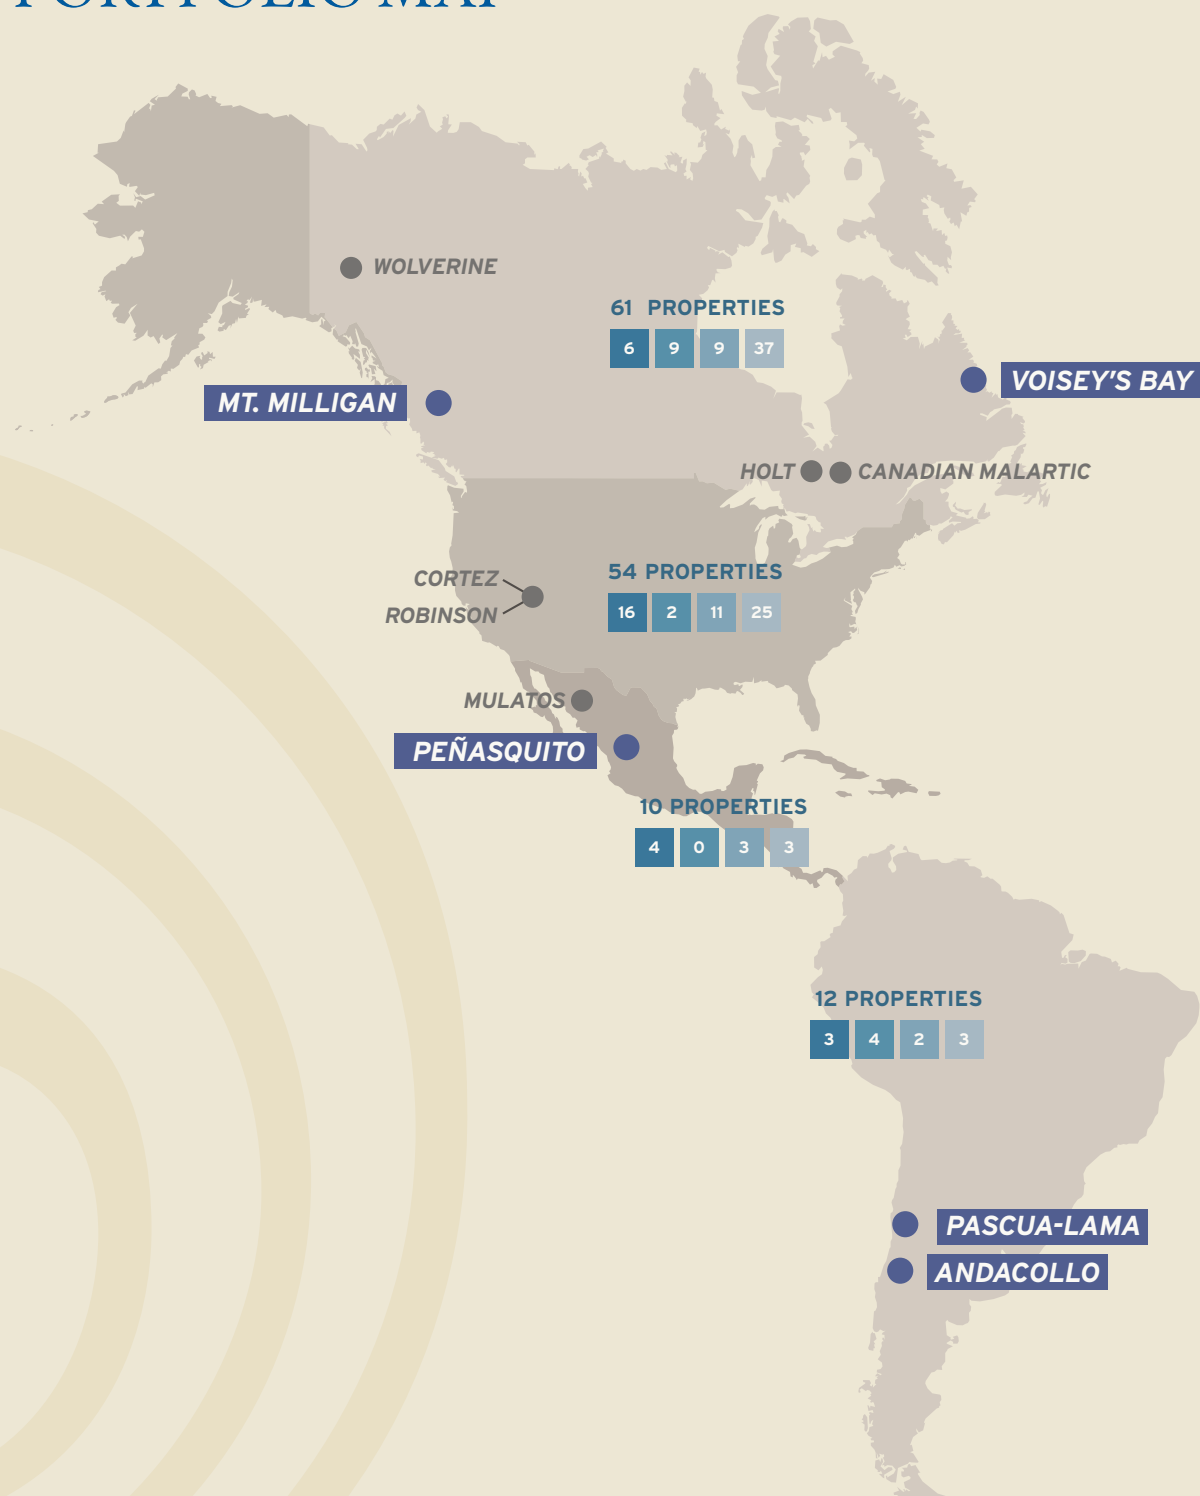 PORTFOLIO MAP
WOLVERINE
61 PROPERTIES
6 9 9 37
MT. MILLIGAN
VOISEY'S BAY
HOLT
CANADIAN MALARTIC
CORTEZ
ROBINSON
54 PROPERTIES
16 2 11 25
MULATOS
PEÑASQUITO
10 PROPERTIES
4 0 3 3
12 PROPERTIES
3 4 2 3
PASCUA-LAMA
ANDACOLLO